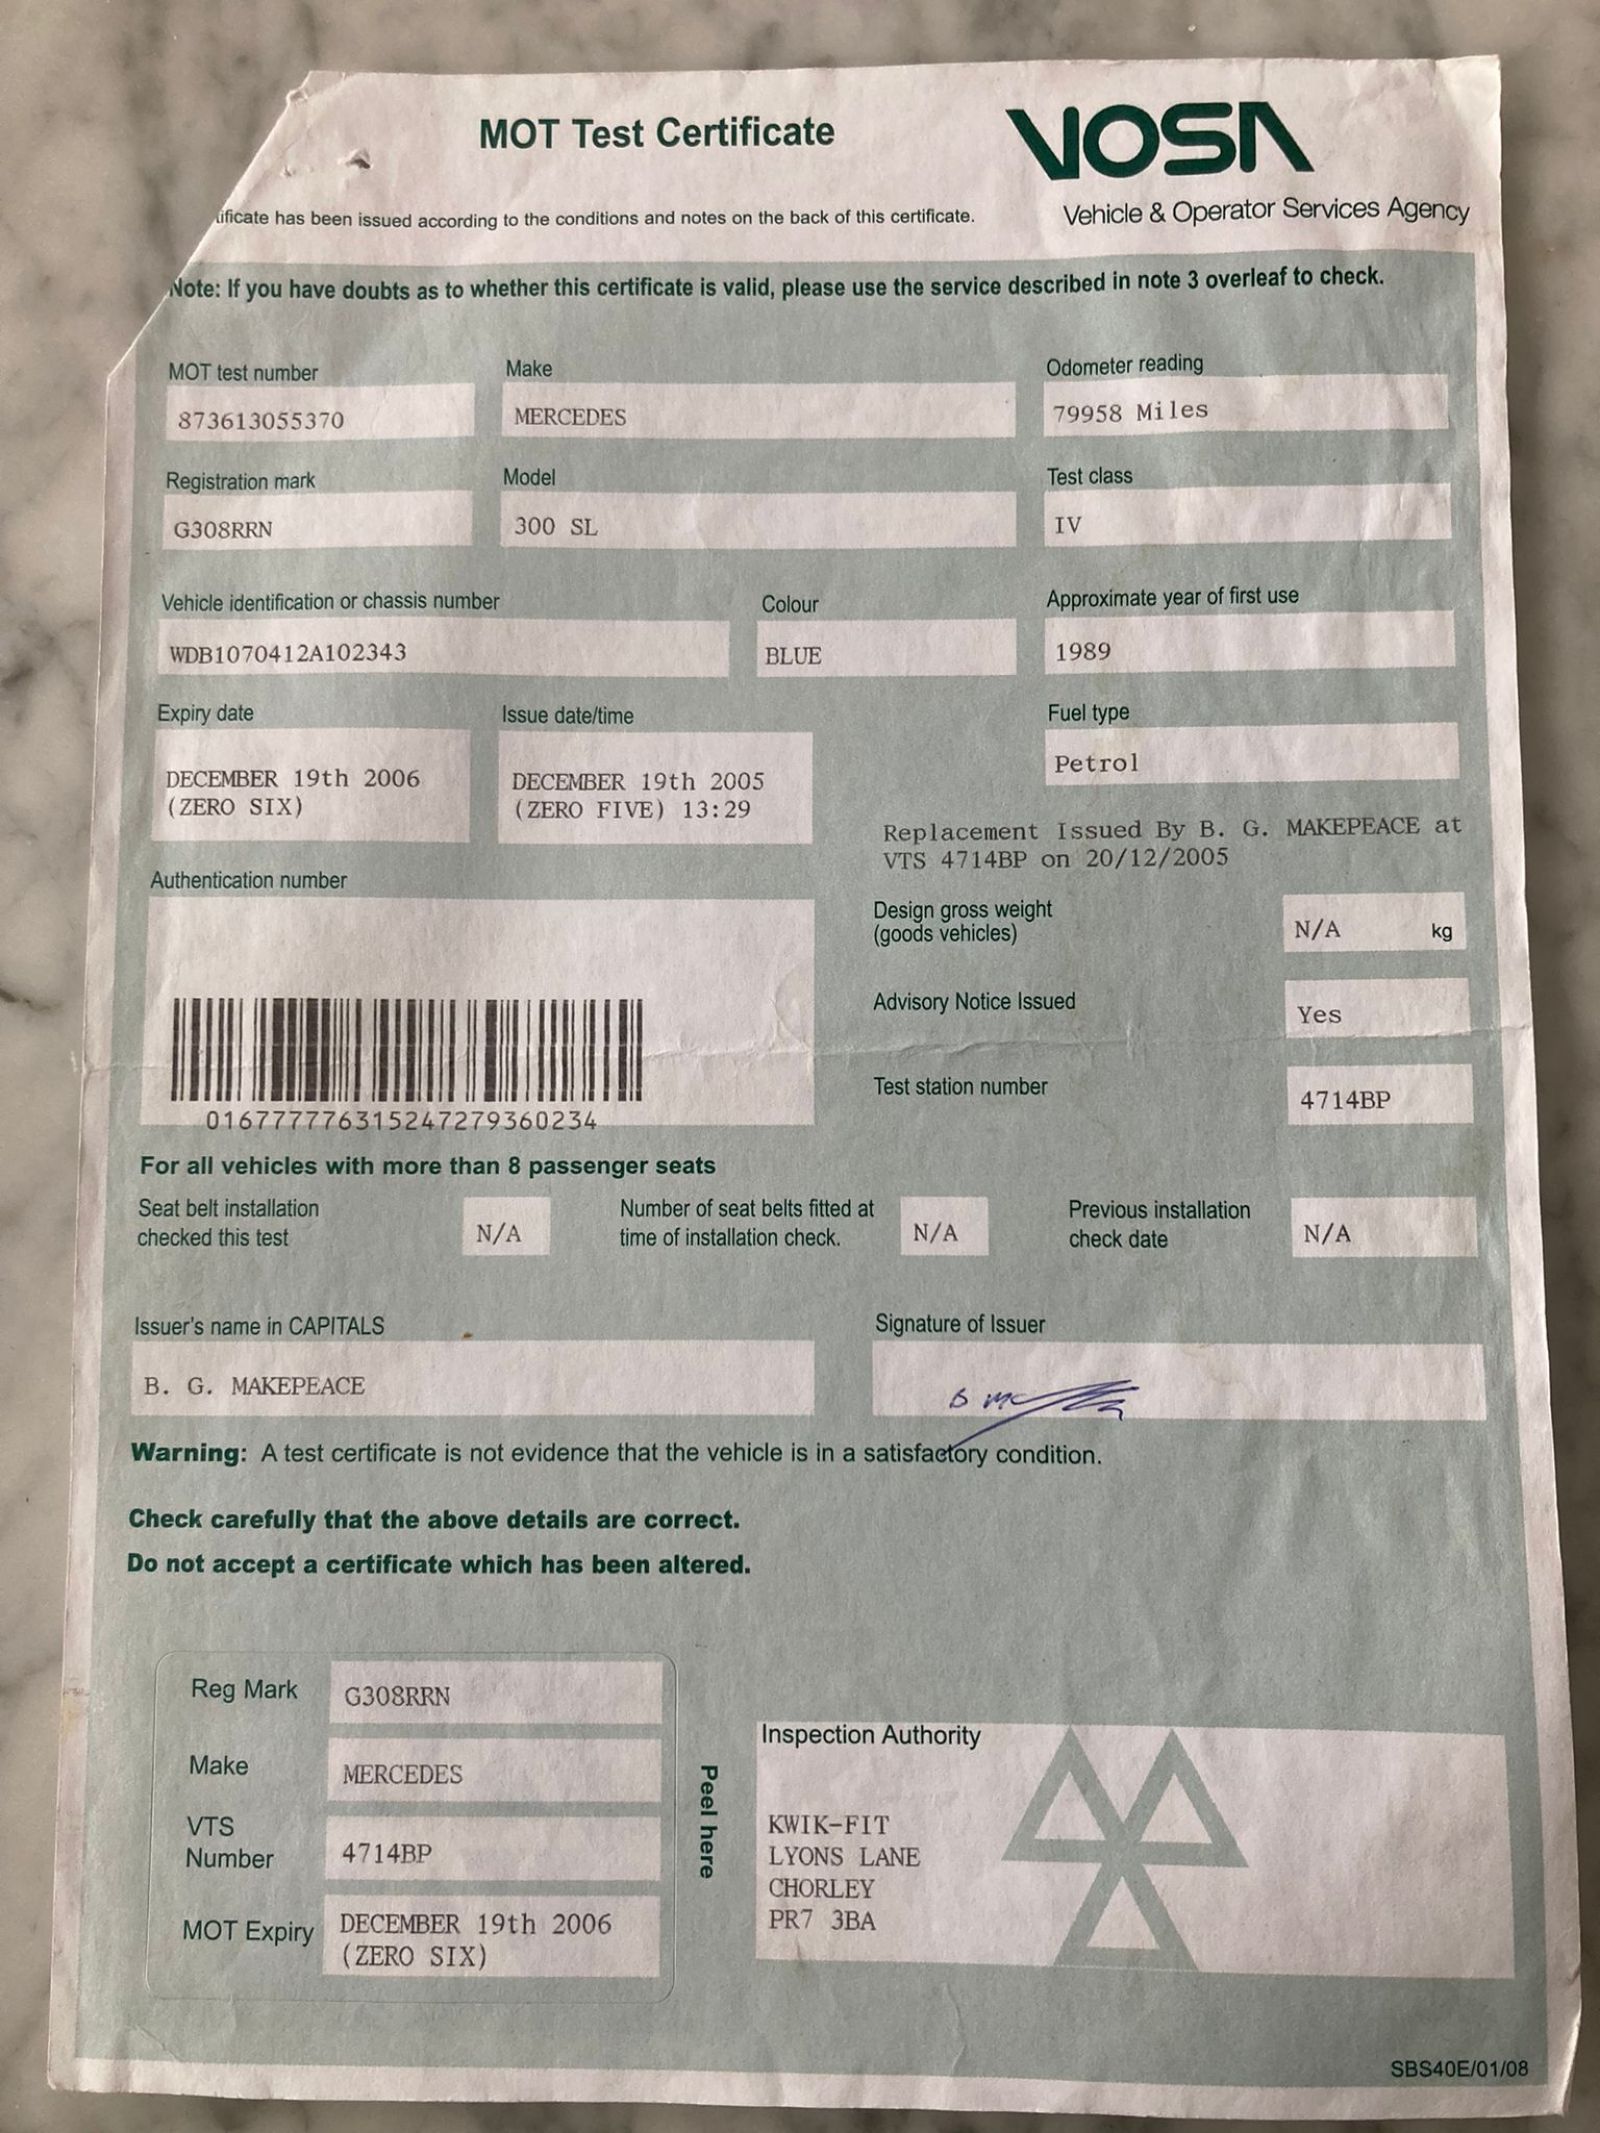 MOT Test Certificate
VOSA
Vehicle & Operator Services Agency
has been issued according to the conditions and notes on the back of this certificate.
Note: If you have doubts as to whether this certificate is valid, please use the service described in note 3 overleaf to check.
MOT test number
873613055370
Make
MERCEDES
Odometer reading
79958 Miles
Registration mark
G308RRN
Model
300 SL
Test class
IV
Vehicle identification or chassis number
WDB1070412A102343
Colour
BLUE
Approximate year of first use
1989
Expiry date
DECEMBER 19th 2006
(ZERO SIX)
Issue date/time
DECEMBER 19th 2005
(ZERO FIVE) 13:29
Fuel type
Petrol
Replacement Issued By B. G. MAKEPEACE at
VTS 4714BP on 20/12/2005
Authentication number
016777776315247279360234
Design gross weight
(goods vehicles)
N/A kg
Advisory Notice Issued
Yes
Test station number
4714BP
For all vehicles with more than 8 passenger seats
Seat belt installation
checked this test
N/A
Number of seat belts fitted at
time of installation check.
N/A
Previous installation
check date
N/A
Issuer's name in CAPITALS
B. G. MAKEPEACE
Signature of Issuer
Warning: A test certificate is not evidence that the vehicle is in a satisfactory condition.
Check carefully that the above details are correct.
Do not accept a certificate which has been altered.
Reg Mark
G308RRN
Make
MERCEDES
VTS
Number
4714BP
MOT Expiry
DECEMBER 19th 2006
(ZERO SIX)
Peel here
Inspection Authority
KWIK-FIT
LYONS LANE
CHORLEY
PR7 3BA
SBS40E/01/08